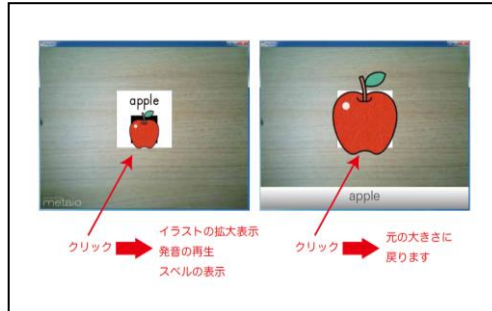 apple
metaio
apple
クリック
イラストの拡大表示
発音の再生
スペルの表示
クリック
元の大きさに
戻ります